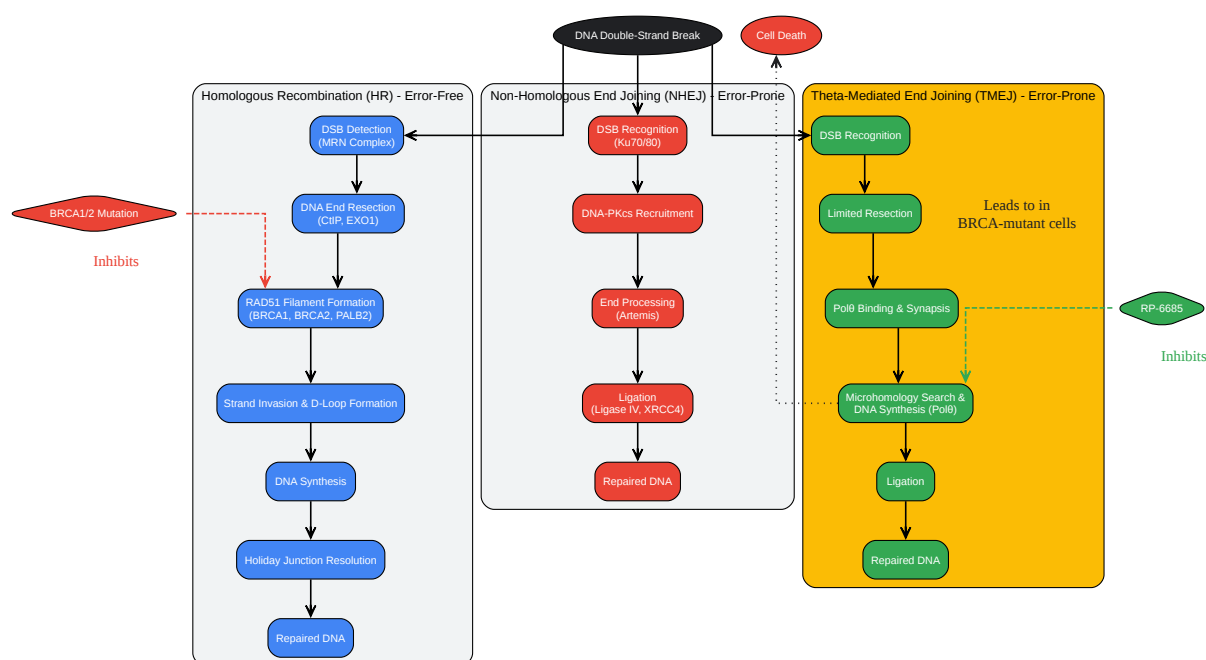 DNA Double-Strand Break
Cell Death
Homologous Recombination (HR) - Error-Free
DSB Detection
(MRN Complex)
DNA End Resection
(CtIP, EXO1)
BRCA1/2 Mutation
Inhibits
RAD51 Filament Formation
(BRCA1, BRCA2, PALB2)
Strand Invasion & D-Loop Formation
DNA Synthesis
Holiday Junction Resolution
Repaired DNA
Non-Homologous End Joining (NHEJ) - Error-Prone
DSB Recognition
(Ku70/80)
DNA-PKcs Recruitment
End Processing
(Artemis)
Ligation
(Ligase IV, XRCC4)
Repaired DNA
Theta-Mediated End Joining (TMEJ) - Error-Prone
DSB Recognition
Limited Resection
Leads to in
BRCA-mutant cells
Polθ Binding & Synapsis
RP-6685
Inhibits
Microhomology Search &
DNA Synthesis (Polθ)
Ligation
Repaired DNA